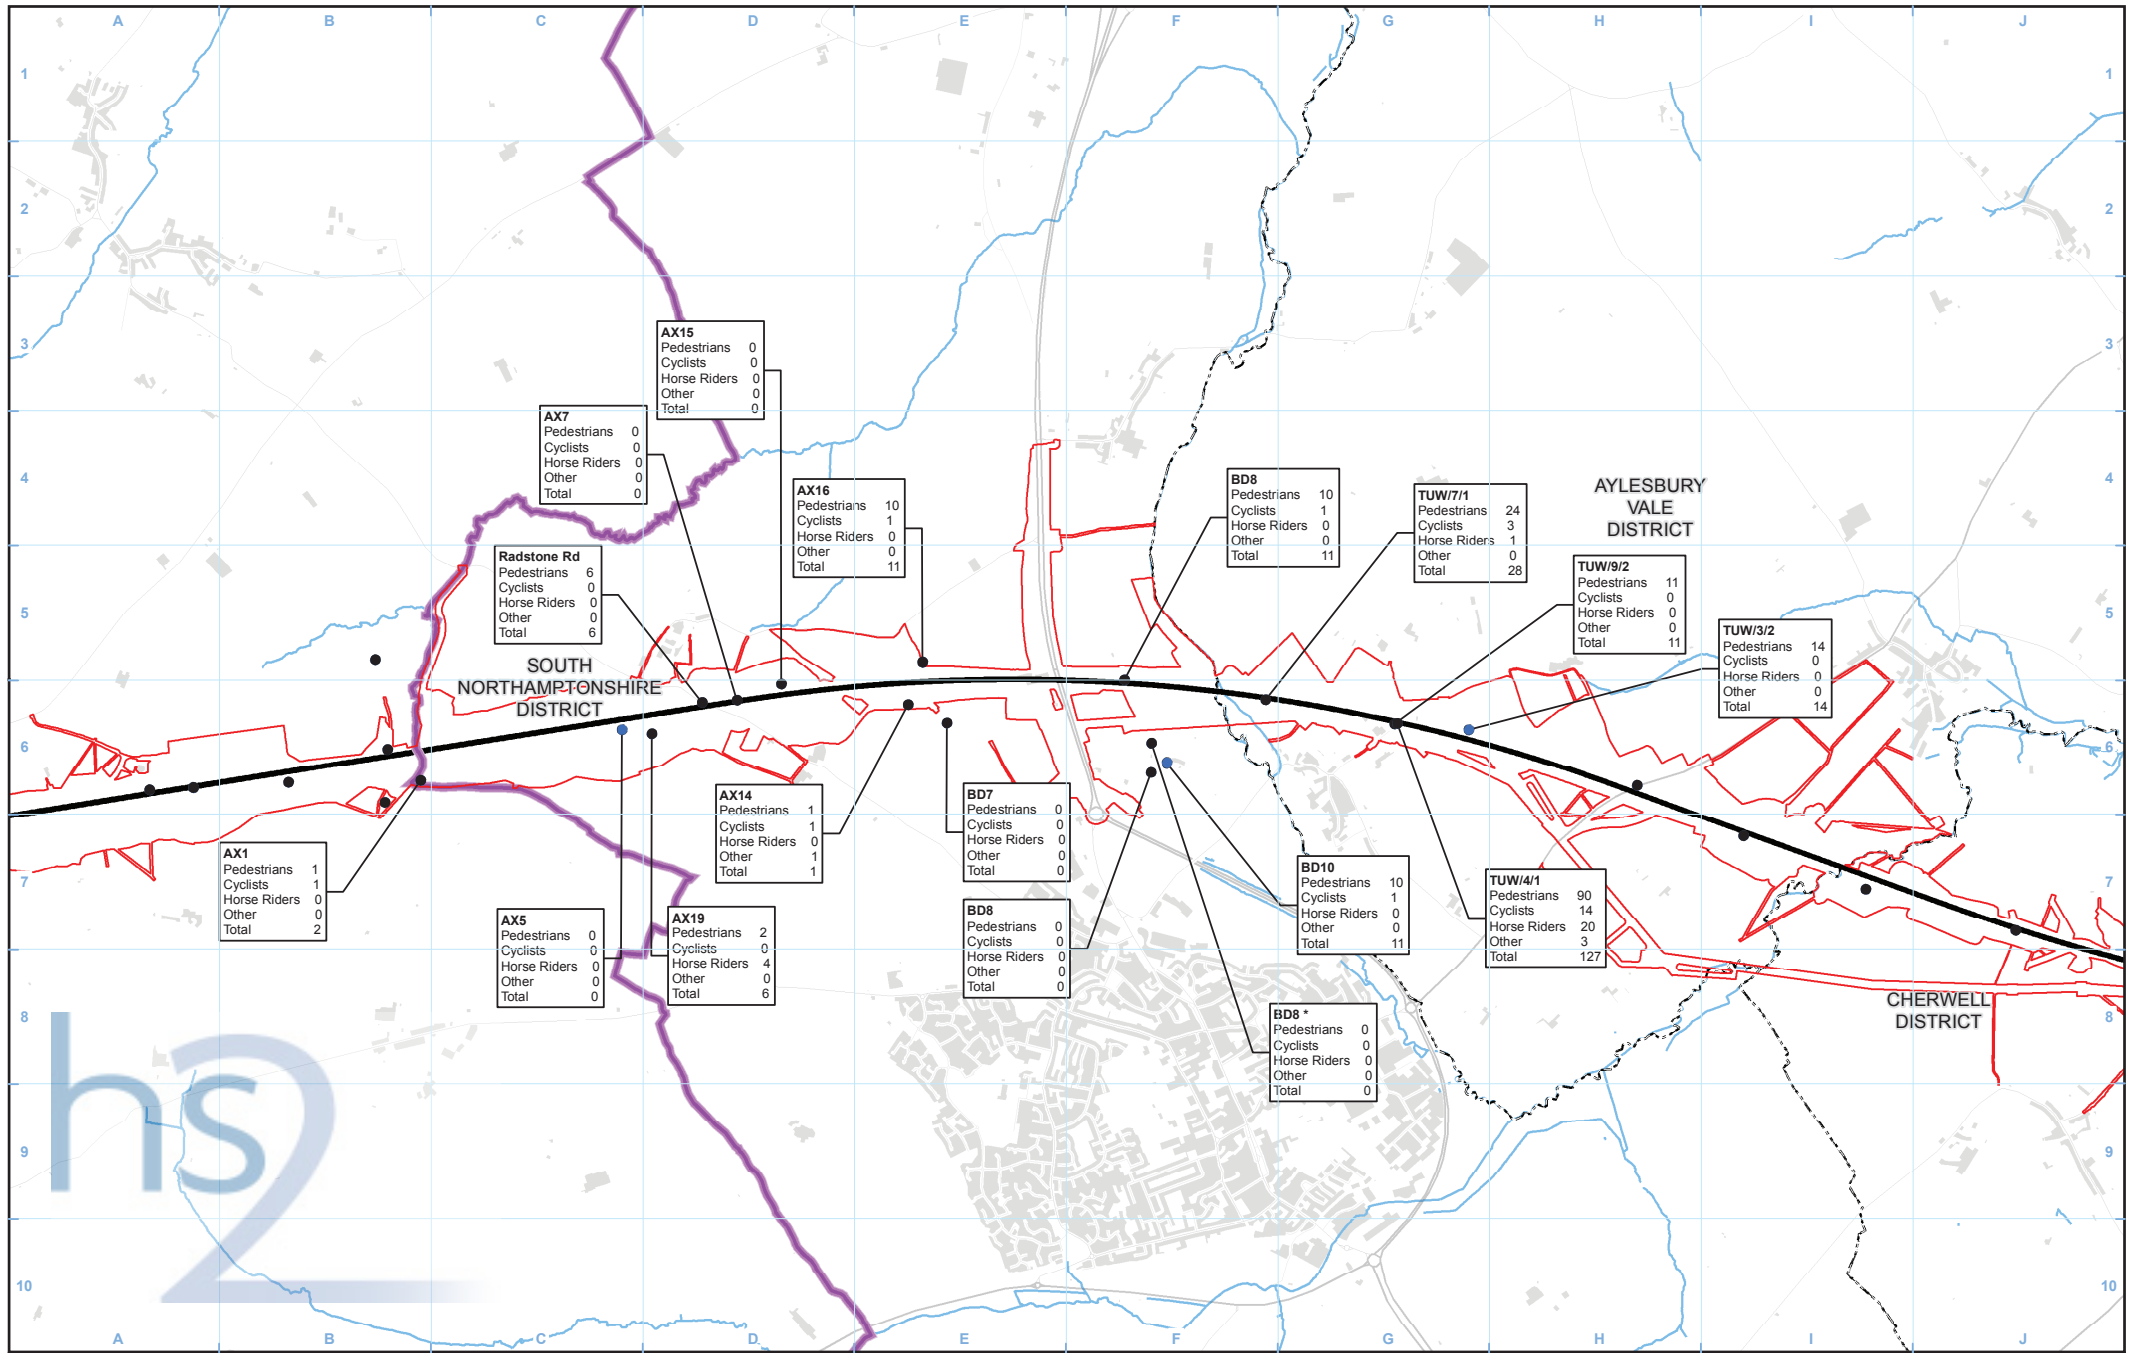 A B C D E F G H I J
1 1
2 2
3 3
4 4
5 5
6 6
7 7
8 8
9 9
10 10
AX15
Pedestrians 0
Cyclists 0
Horse Riders 0
Other 0
Total 0
AX7
Pedestrians 0
Cyclists 0
Horse Riders 0
Other 0
Total 0
AX16
Pedestrians 10
Cyclists 1
Horse Riders 0
Other 0
Total 11
BD8
Pedestrians 10
Cyclists 1
Horse Riders 0
Other 0
Total 11
TUW/7/1
Pedestrians 24
Cyclists 3
Horse Riders 1
Other 0
Total 28
AYLESBURY
VALE
DISTRICT
Radstone Rd
Pedestrians 6
Cyclists 0
Horse Riders 0
Other 0
Total 6
TUW/9/2
Pedestrians 11
Cyclists 0
Horse Riders 0
Other 0
Total 11
TUW/3/2
Pedestrians 14
Cyclists 0
Horse Riders 0
Other 0
Total 14
SOUTH
NORTHAMPTONSHIRE
DISTRICT
AX1
Pedestrians 1
Cyclists 1
Horse Riders 0
Other 0
Total 2
AX14
Pedestrians 1
Cyclists 1
Horse Riders 0
Other 1
Total 1
BD7
Pedestrians 0
Cyclists 0
Horse Riders 0
Other 0
Total 0
BD10
Pedestrians 10
Cyclists 1
Horse Riders 0
Other 0
Total 11
TUW/4/1
Pedestrians 90
Cyclists 14
Horse Riders 20
Other 3
Total 127
AX5
Pedestrians 0
Cyclists 0
Horse Riders 0
Other 0
Total 0
AX19
Pedestrians 2
Cyclists 0
Horse Riders 4
Other 0
Total 6
BD8
Pedestrians 0
Cyclists 0
Horse Riders 0
Other 0
Total 0
BD8 *
Pedestrians 0
Cyclists 0
Horse Riders 0
Other 0
Total 0
CHERWELL
DISTRICT
hs2
A B C D E F G H I J